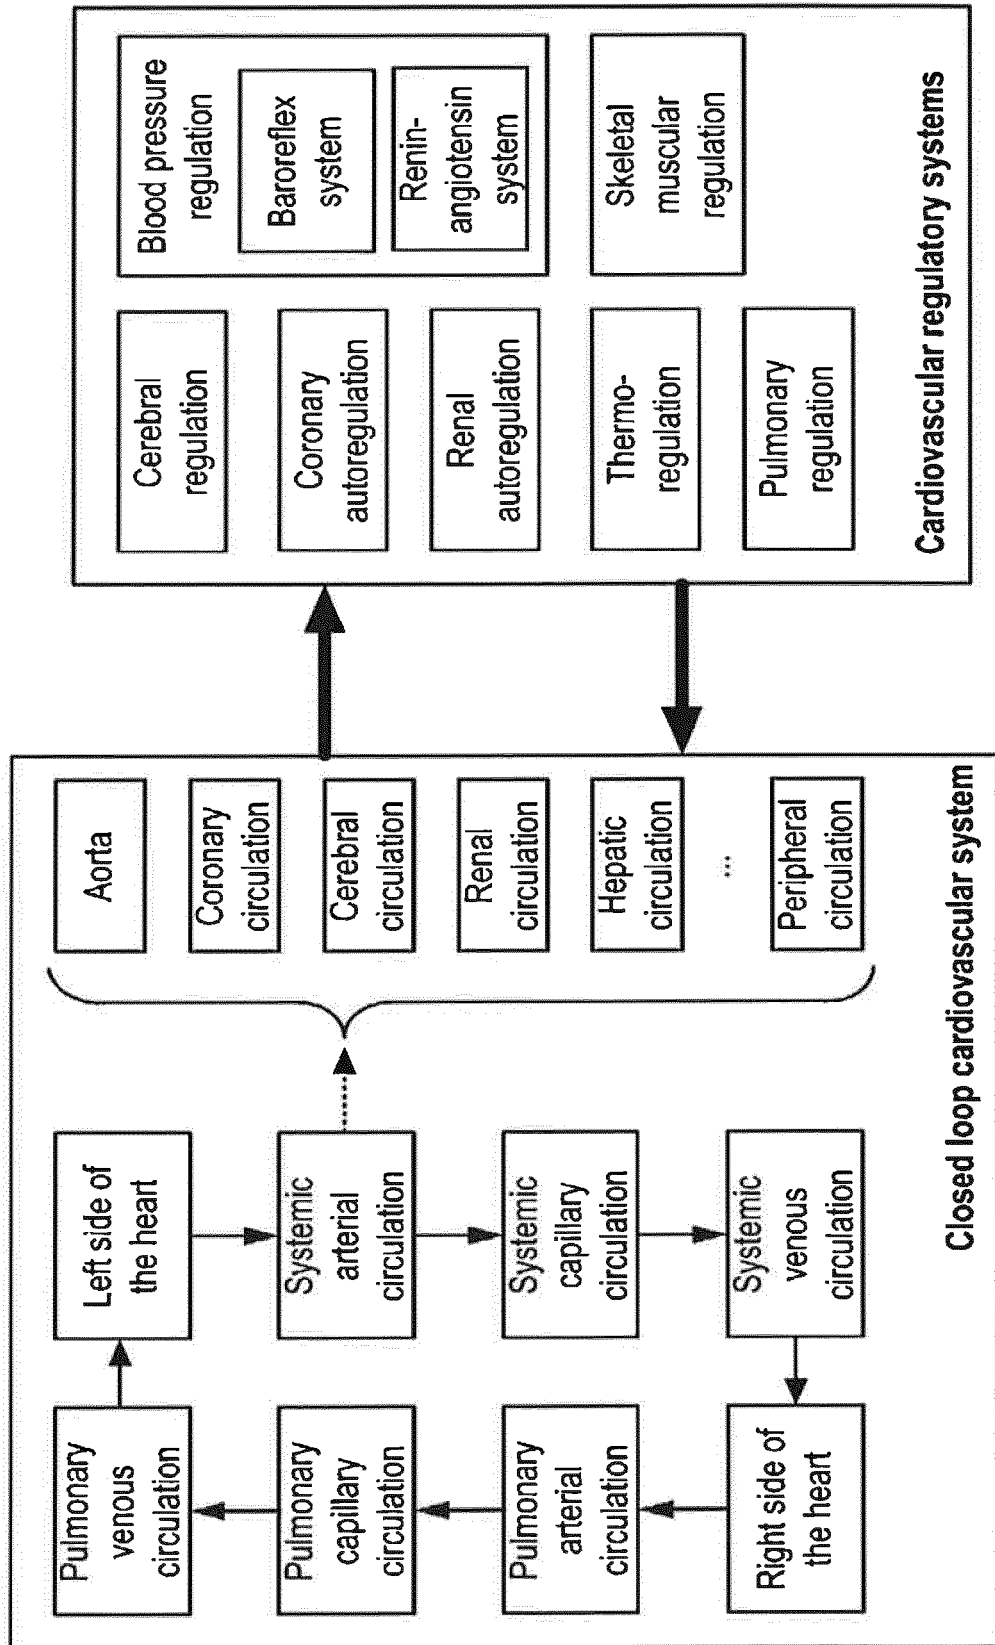 Pulmonary
venous
circulation
Left side of
the heart
Pulmonary
capillary
circulation
Systemic
arterial
circulation
Pulmonary
arterial
circulation
Systemic
capillary
circulation
Right side of
the heart
Systemic
venous
circulation
Aorta
Coronary
circulation
Cerebral
circulation
Renal
circulation
Hepatic
circulation
...
Peripheral
circulation
Closed loop cardiovascular system
Cerebral
regulation
Coronary
autoregulation
Renal
autoregulation
Thermo-
regulation
Pulmonary
regulation
Blood pressure
regulation
Baroreflex
system
Renin-
angiotensin
system
Skeletal
muscular
regulation
Cardiovascular regulatory systems